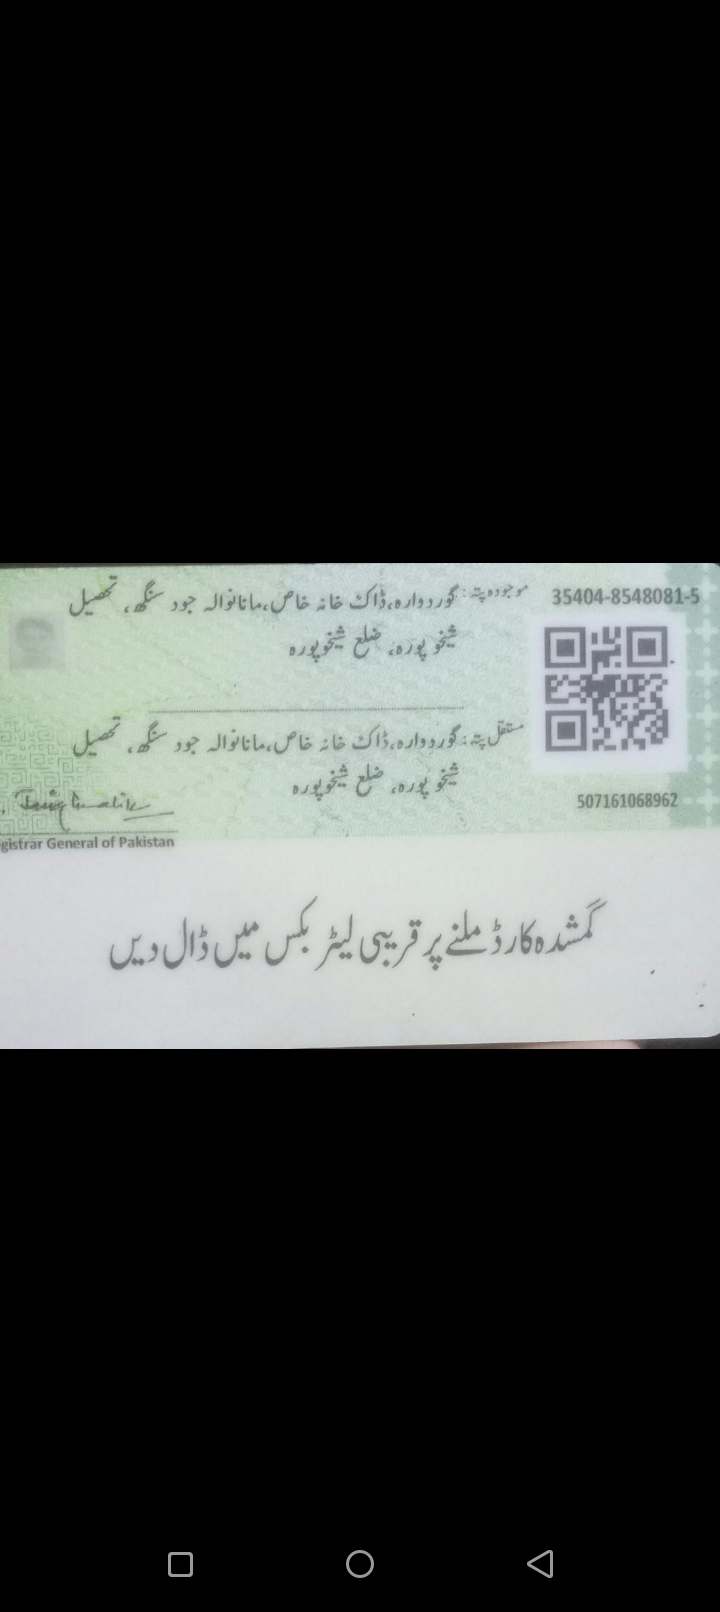 35404-8548081-5
موجودہ پتہ: گوردوارہ، ڈاک خانہ خاص، مانانوالہ جود سنگھ، تحصیل
شیخوپورہ، ضلع شیخوپورہ
مستقل پتہ: گوردوارہ، ڈاک خانہ خاص، مانانوالہ جود سنگھ، تحصیل
شیخوپورہ، ضلع شیخوپورہ
507161068962
gistrar General of Pakistan
گمشدہ کارڈ ملنے پر قریبی لیٹر بکس میں ڈال دیں